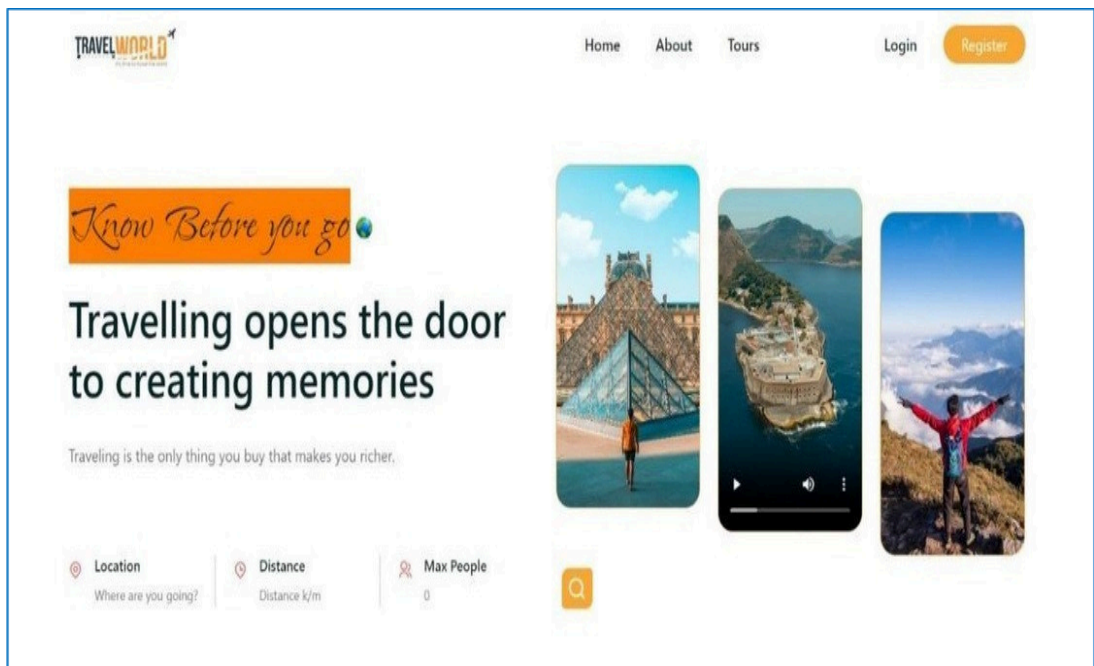 TRAVELWORLD
Home About Tours Login Register
Know Before you go
Travelling opens the door
to creating memories
Traveling is the only thing you buy that makes you richer.
Location Distance Max People
Where are you going? Distance k/m 0